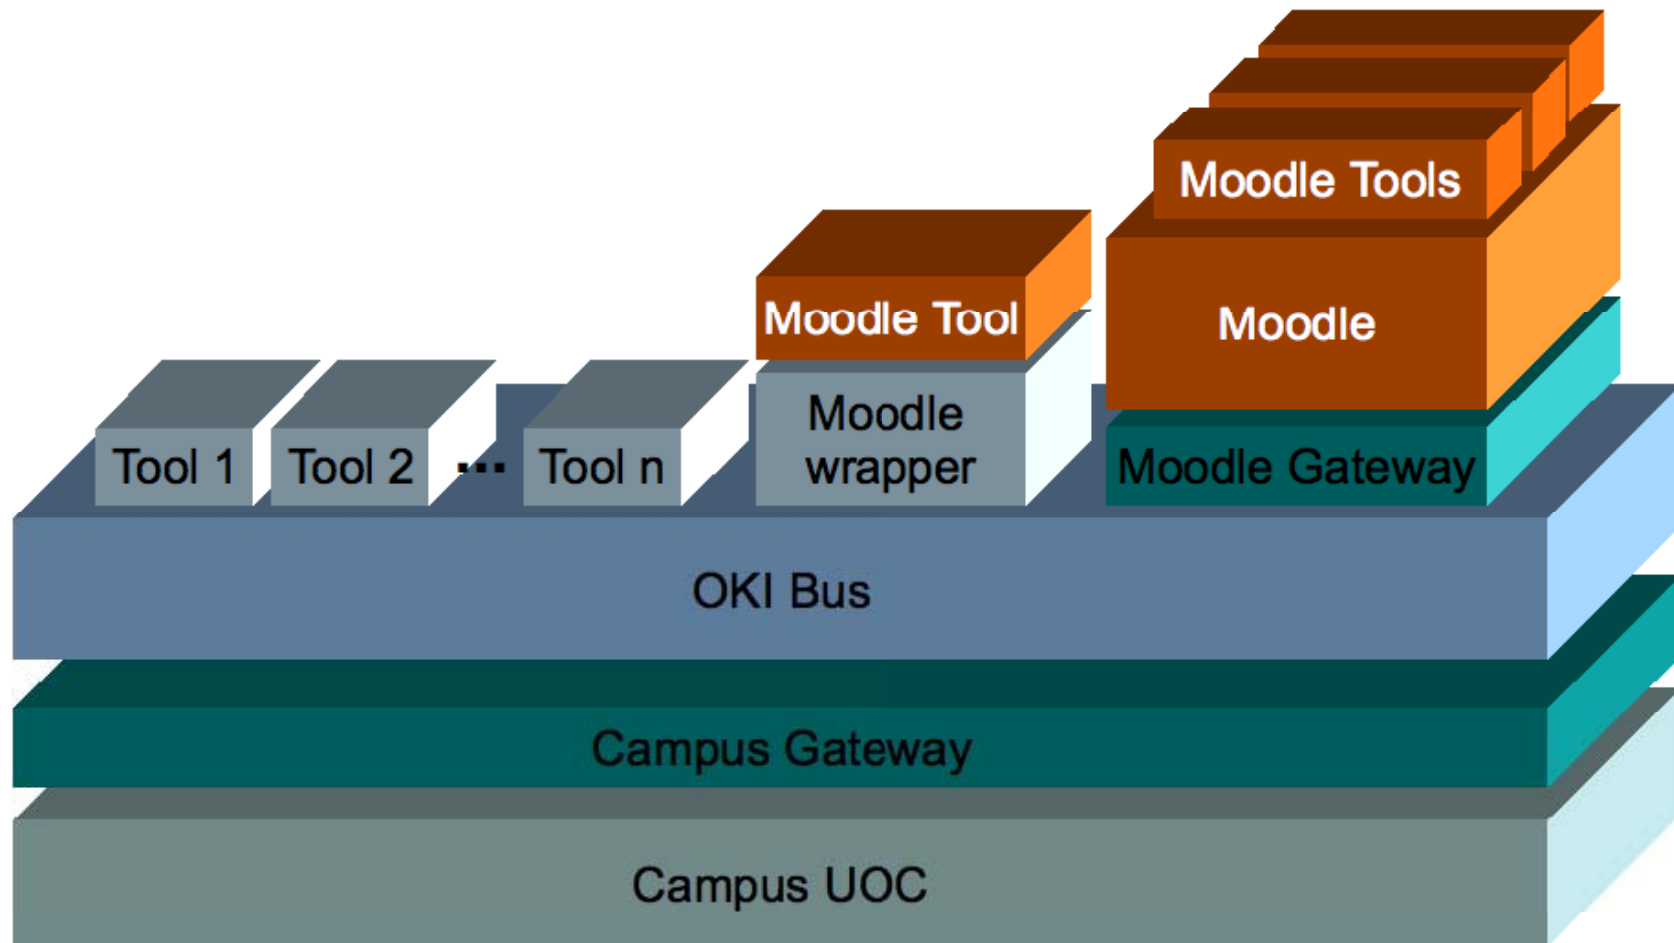 Moodle Tools
Moodle Tool
Moodle
Tool 1
Tool 2
...
Tool n
Moodle
wrapper
Moodle Gateway
OKI Bus
Campus Gateway
Campus UOC